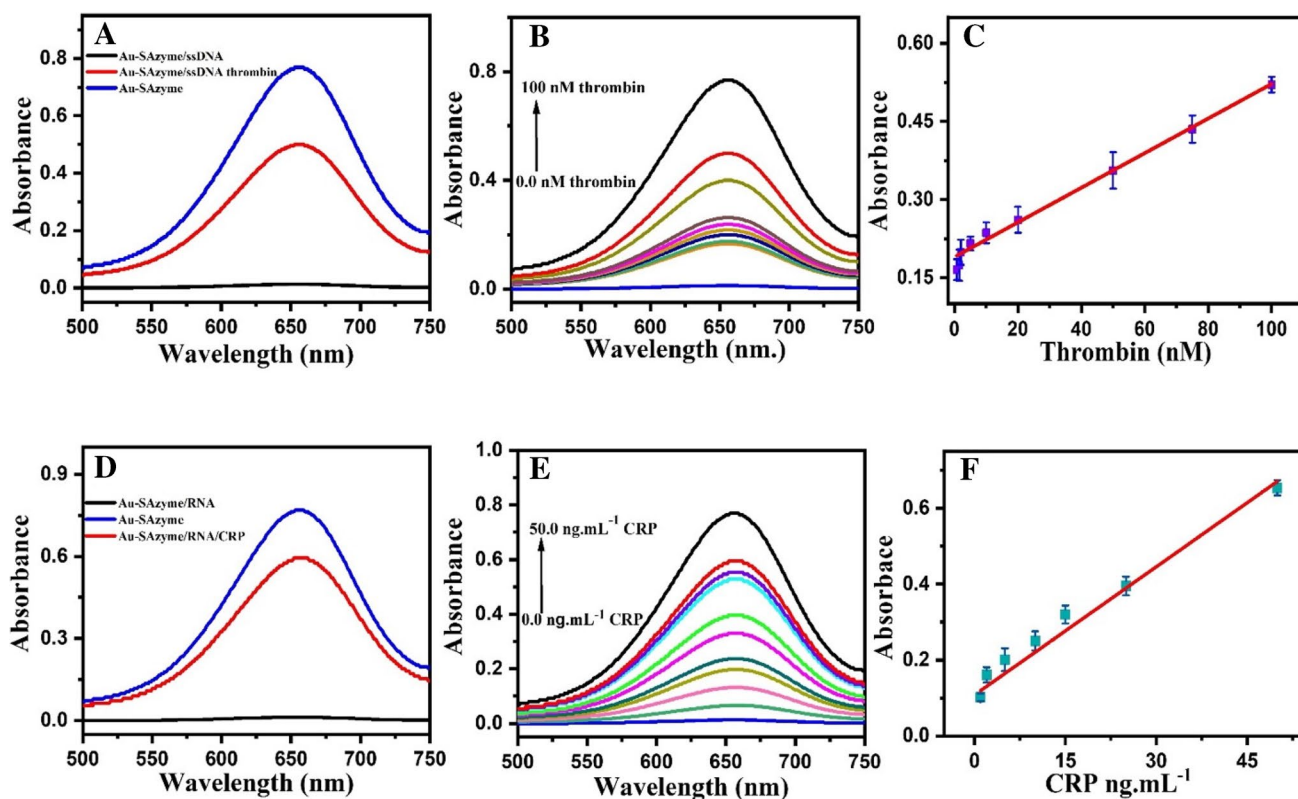 A
Au-SAzyme/ssDNA
Au-SAzyme/ssDNA thrombin
Au-SAzyme
0.8
0.6
0.4
0.2
0.0
Absorbance
500 550 600 650 700 750
Wavelength (nm)
B
100 nM thrombin
0.0 nM thrombin
0.8
0.4
0.0
Absorbance
500 550 600 650 700 750
Wavelength (nm.)
C
0.60
0.45
0.30
0.15
Absorbance
0 20 40 60 80 100
Thrombin (nM)
D
Au-SAzyme/RNA
Au-SAzyme
Au-SAzyme/RNA/CRP
0.9
0.6
0.3
0.0
Absorbance
500 550 600 650 700 750
Wavelength (nm)
E
50.0 ng.mL⁻¹ CRP
0.0 ng.mL⁻¹ CRP
1.0
0.8
0.6
0.4
0.2
0.0
Absorbance
500 550 600 650 700 750
Wavelength (nm)
F
0.6
0.4
0.2
0.0
Absorbace
0 15 30 45
CRP ng.mL⁻¹